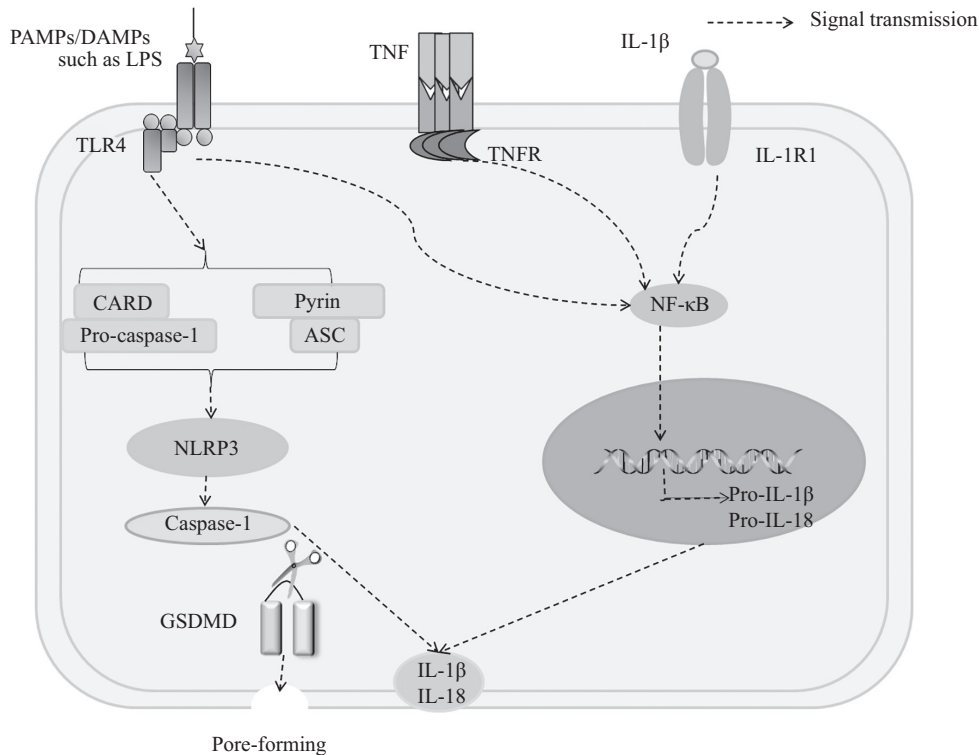 Signal transmission
PAMPs/DAMPs
such as LPS
TNF
IL-1β
TLR4
TNFR
IL-1R1
CARD
Pro-caspase-1
Pyrin
ASC
NF-κB
NLRP3
Caspase-1
Pro-IL-1β
Pro-IL-18
GSDMD
IL-1β
IL-18
Pore-forming